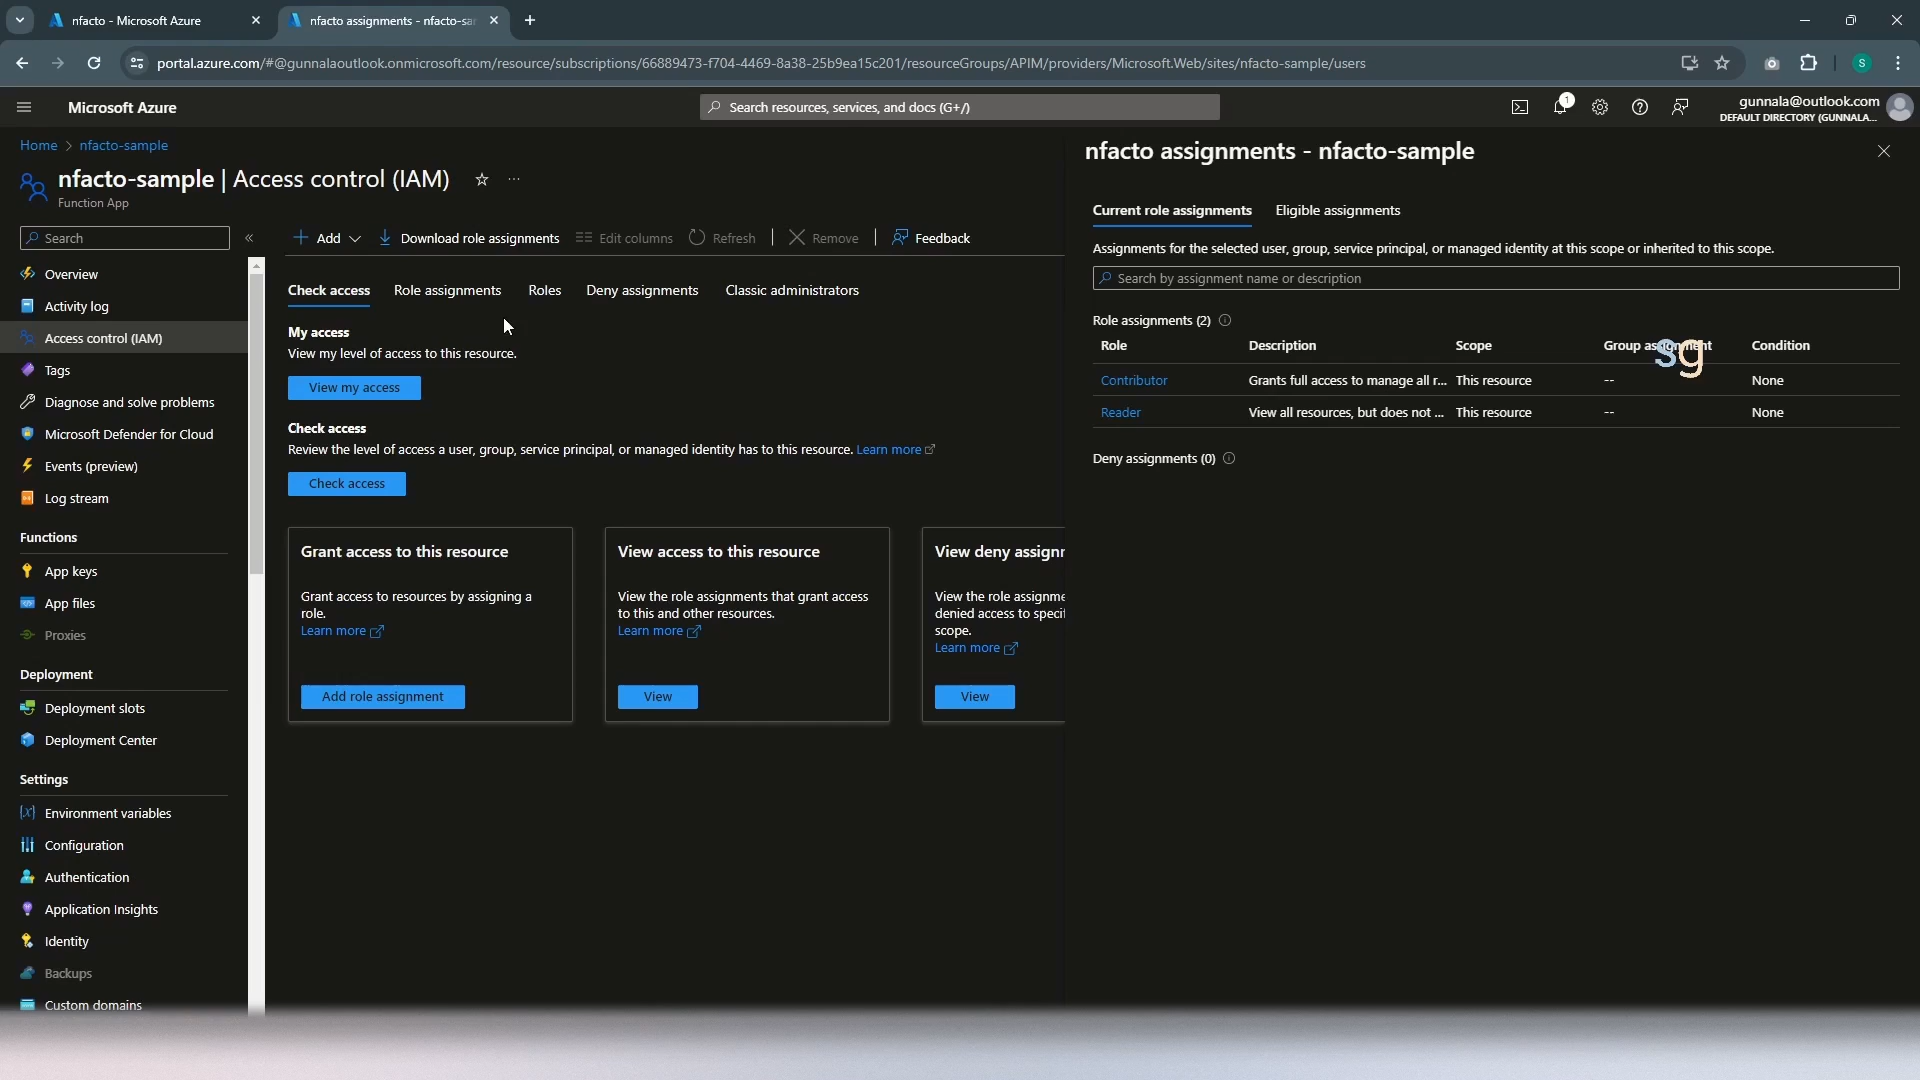 nfacto - Microsoft Azure
nfacto assignments - nfacto-sa
portal.azure.com/#@gunnalaoutlook.onmicrosoft.com/resource/subscriptions/66889473-f704-4469-8a38-25b9ea15c201/resourceGroups/APIM/providers/Microsoft.Web/sites/nfacto-sample/users
S
Microsoft Azure
Search resources, services, and docs (G+/)
1
gunnala@outlook.com
DEFAULT DIRECTORY (GUNNALA...
Home > nfacto-sample
nfacto-sample | Access control (IAM)
Function App
Search
Overview
Activity log
Access control (IAM)
Tags
Diagnose and solve problems
Microsoft Defender for Cloud
Events (preview)
Log stream
Functions
App keys
App files
Proxies
Deployment
Deployment slots
Deployment Center
Settings
Environment variables
Configuration
Authentication
Application Insights
Identity
Backups
Custom domains
Add
Download role assignments
Edit columns
Refresh
Remove
Feedback
Check access
Role assignments
Roles
Deny assignments
Classic administrators
My access
View my level of access to this resource.
View my access
Check access
Review the level of access a user, group, service principal, or managed identity has to this resource. Learn more
Check access
Grant access to this resource
Grant access to resources by assigning a
role.
Learn more
Add role assignment
View access to this resource
View the role assignments that grant access
to this and other resources.
Learn more
View
View deny assignr
View the role assignme
denied access to specif
scope.
Learn more
View
nfacto assignments - nfacto-sample
Current role assignments
Eligible assignments
Assignments for the selected user, group, service principal, or managed identity at this scope or inherited to this scope.
Search by assignment name or description
Role assignments (2)
Role Description Scope Group assignment Condition
sg
Contributor Grants full access to manage all r... This resource -- None
Reader View all resources, but does not ... This resource -- None
Deny assignments (0)